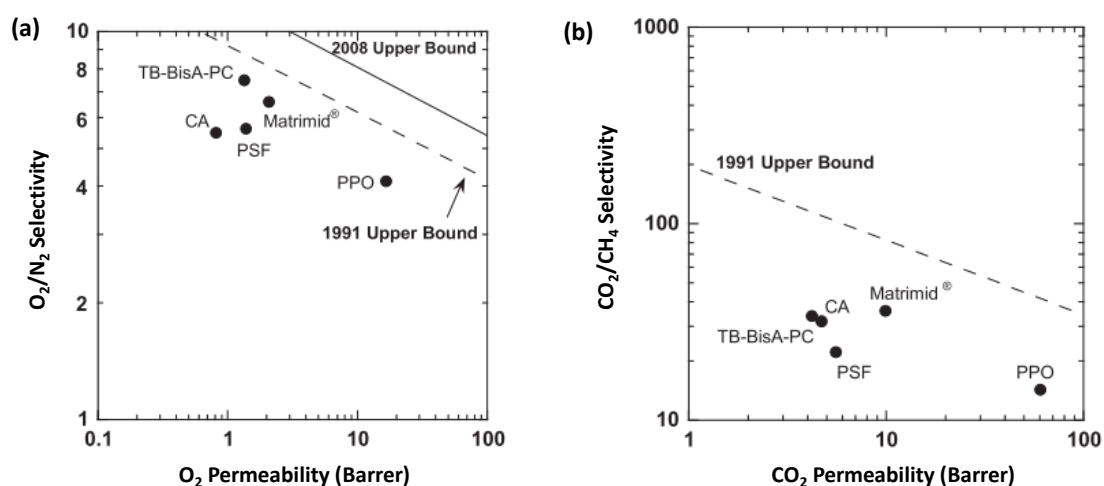 (a)
O₂/N₂ Selectivity
10
8
6
4
2
1
2008 Upper Bound
TB-BisA-PC
CA
Matrimid®
PSF
PPO
1991 Upper Bound
0.1
1
10
100
O₂ Permeability (Barrer)
(b)
CO₂/CH₄ Selectivity
1000
100
10
1991 Upper Bound
Matrimid ®
CA
TB-BisA-PC
PSF
PPO
1
10
100
CO₂ Permeability (Barrer)